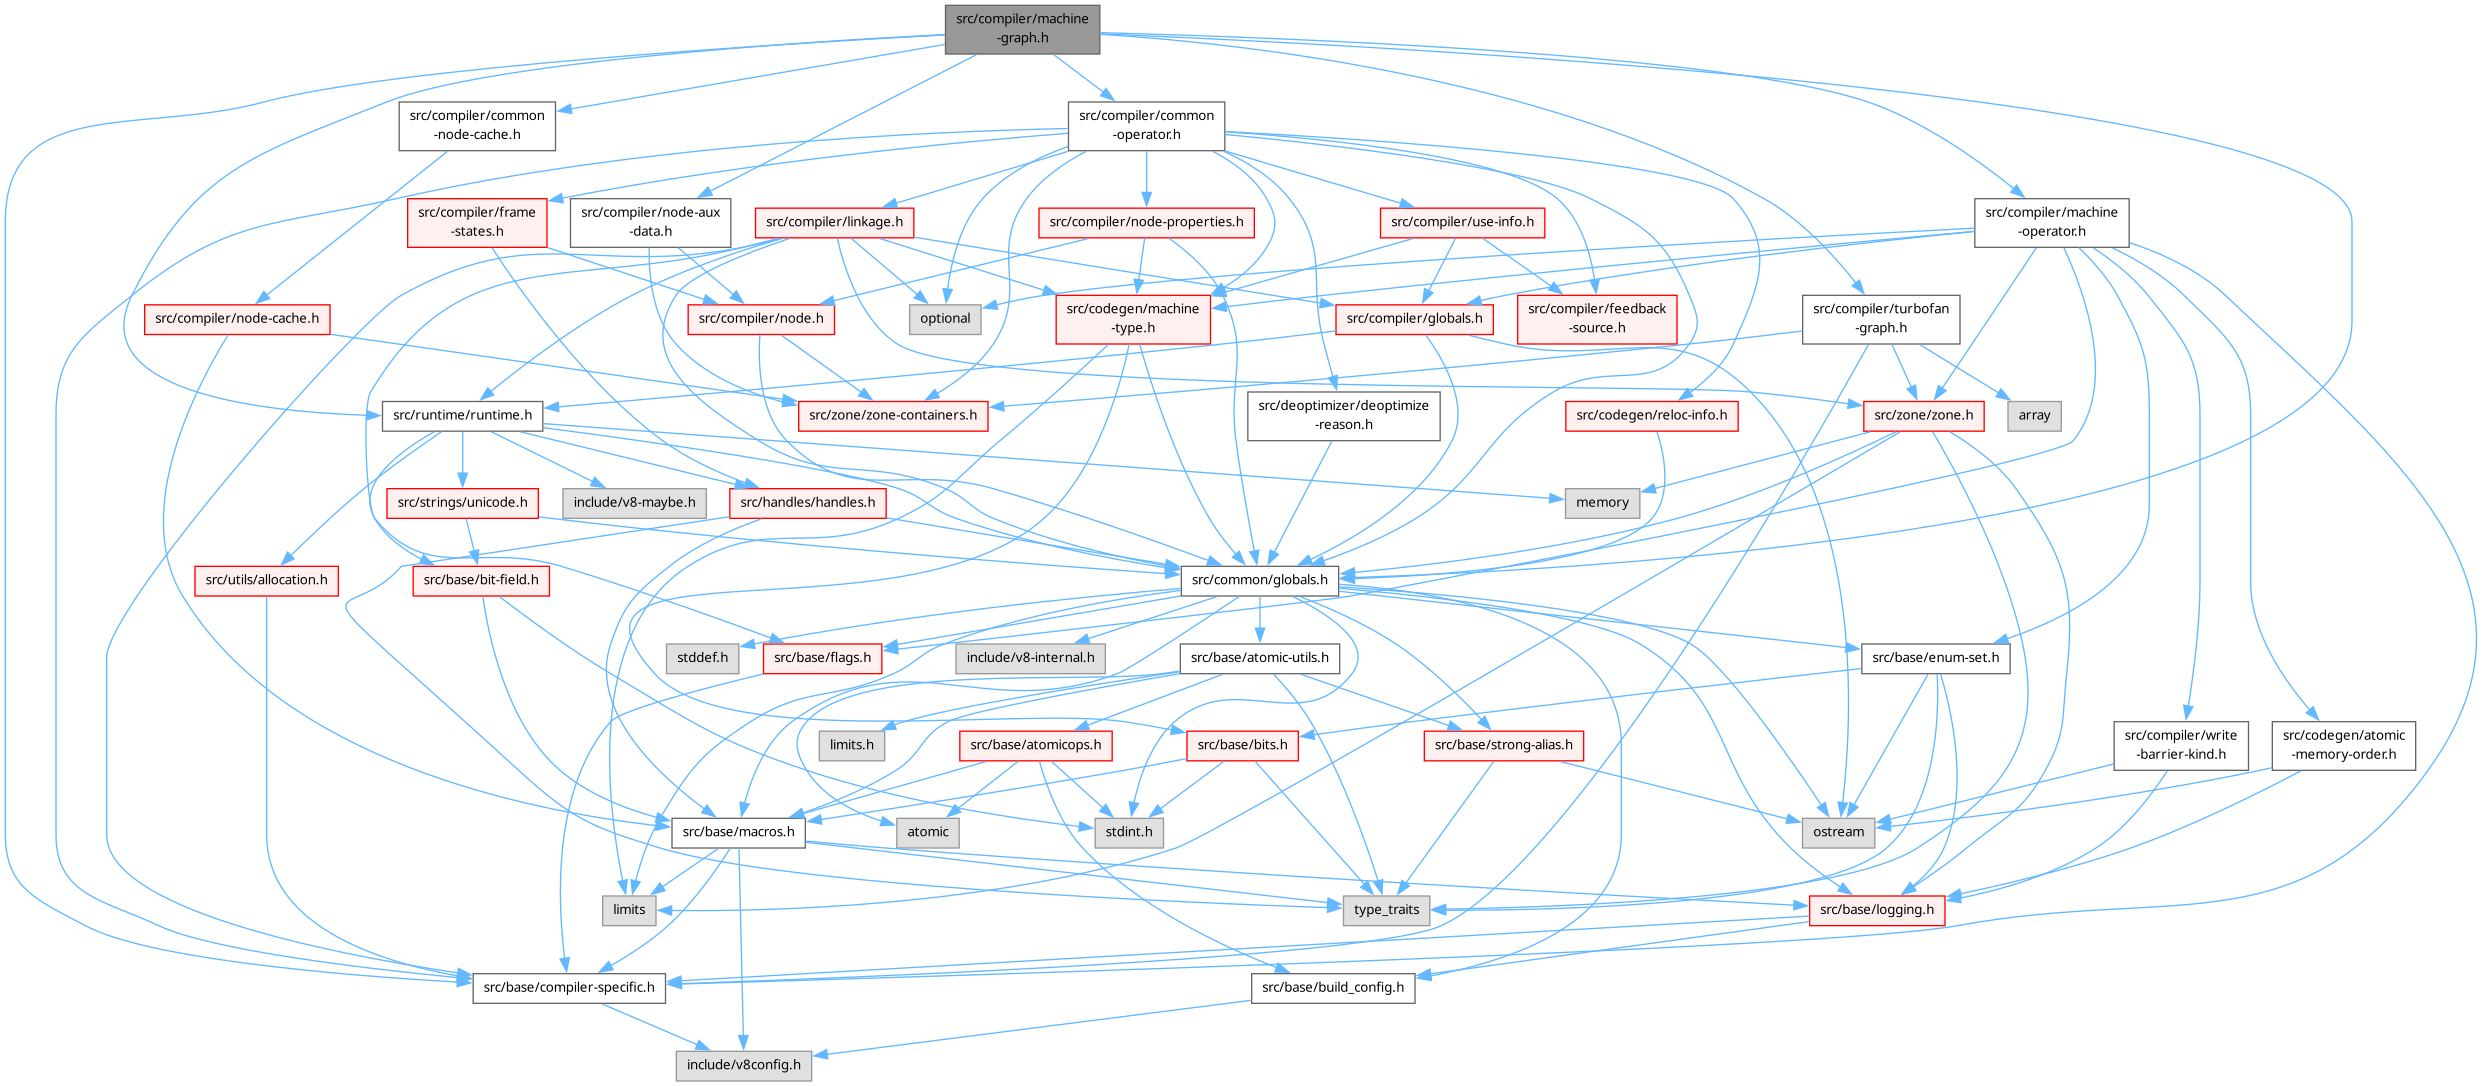 src/compiler/machine
-graph.h
src/compiler/common
-node-cache.h
src/compiler/common
-operator.h
src/compiler/frame
-states.h
src/compiler/node-aux
-data.h
src/compiler/linkage.h
src/compiler/node-properties.h
src/compiler/use-info.h
src/compiler/machine
-operator.h
src/compiler/node-cache.h
src/compiler/node.h
optional
src/codegen/machine
-type.h
src/compiler/globals.h
src/compiler/feedback
-source.h
src/compiler/turbofan
-graph.h
src/runtime/runtime.h
src/zone/zone-containers.h
src/deoptimizer/deoptimize
-reason.h
src/codegen/reloc-info.h
src/zone/zone.h
array
src/strings/unicode.h
include/v8-maybe.h
src/handles/handles.h
memory
src/utils/allocation.h
src/base/bit-field.h
src/common/globals.h
stddef.h
src/base/flags.h
include/v8-internal.h
src/base/atomic-utils.h
src/base/enum-set.h
limits.h
src/base/atomicops.h
src/base/bits.h
src/base/strong-alias.h
src/compiler/write
-barrier-kind.h
src/codegen/atomic
-memory-order.h
src/base/macros.h
atomic
stdint.h
ostream
limits
type_traits
src/base/logging.h
src/base/compiler-specific.h
src/base/build_config.h
include/v8config.h